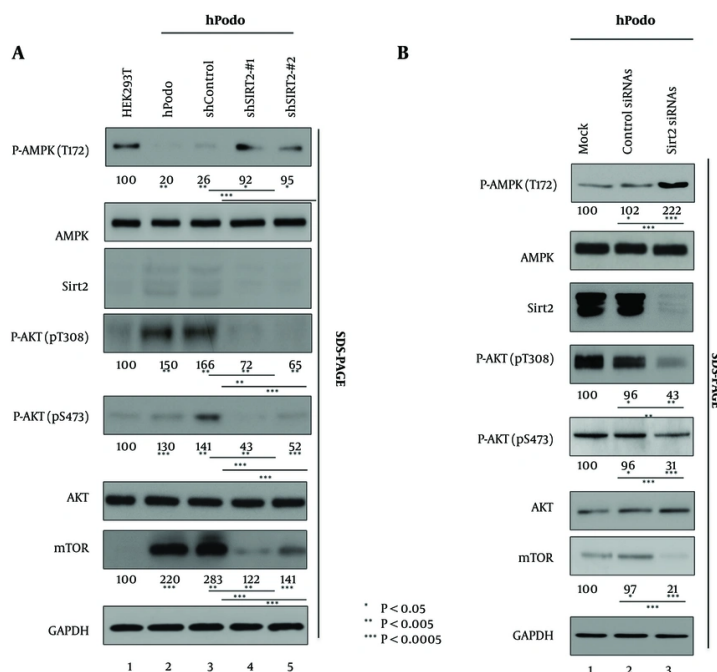 hPodo
A
HEK293T
hPodo
shControl
shSIRT2-#1
shSIRT2-#2
P-AMPK (T172)
100 20 26 92 95
** ** * *
***
AMPK
Sirt2
P-AKT (pT308)
100 150 166 72 65
** ** ** **
**
***
P-AKT (pS473)
100 130 141 43 52
*** ** ** ***
***
***
AKT
mTOR
100 220 283 122 141
*** ** ** ***
***
***
GAPDH
1 2 3 4 5
SDS-PAGE
hPodo
B
Mock
Control siRNAs
Sirt2 siRNAs
P-AMPK (T172)
100 102 222
* ***
***
AMPK
Sirt2
P-AKT (pT308)
100 96 43
* **
**
P-AKT (pS473)
100 96 31
* ***
***
AKT
mTOR
100 97 21
* ***
***
GAPDH
1 2 3
SDS-PAGE
* P < 0.05
** P < 0.005
*** P < 0.0005